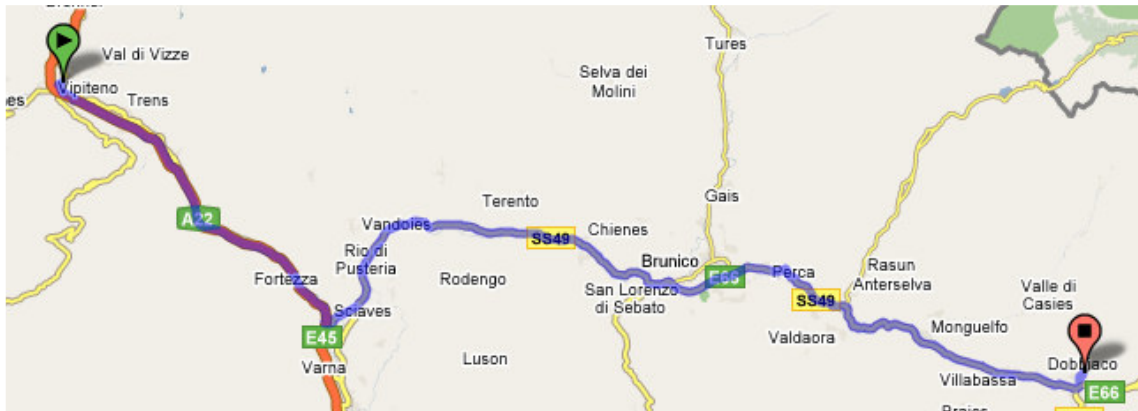 Val di Vizze
Vipiteno
Trens
Tures
Selva dei
Molini
Gais
A22
Terento
Vandoies
SS49
Chienes
Rio di
Pusteria
Brunico
Fortezza
Rodengo
E66
Perca
Rasun
Anterselva
San Lorenzo
di Sebato
SS49
Valle di
Casies
Sciaves
E45
Valdaora
Monguelfo
Luson
Varna
Dobbiaco
Villabassa
E66